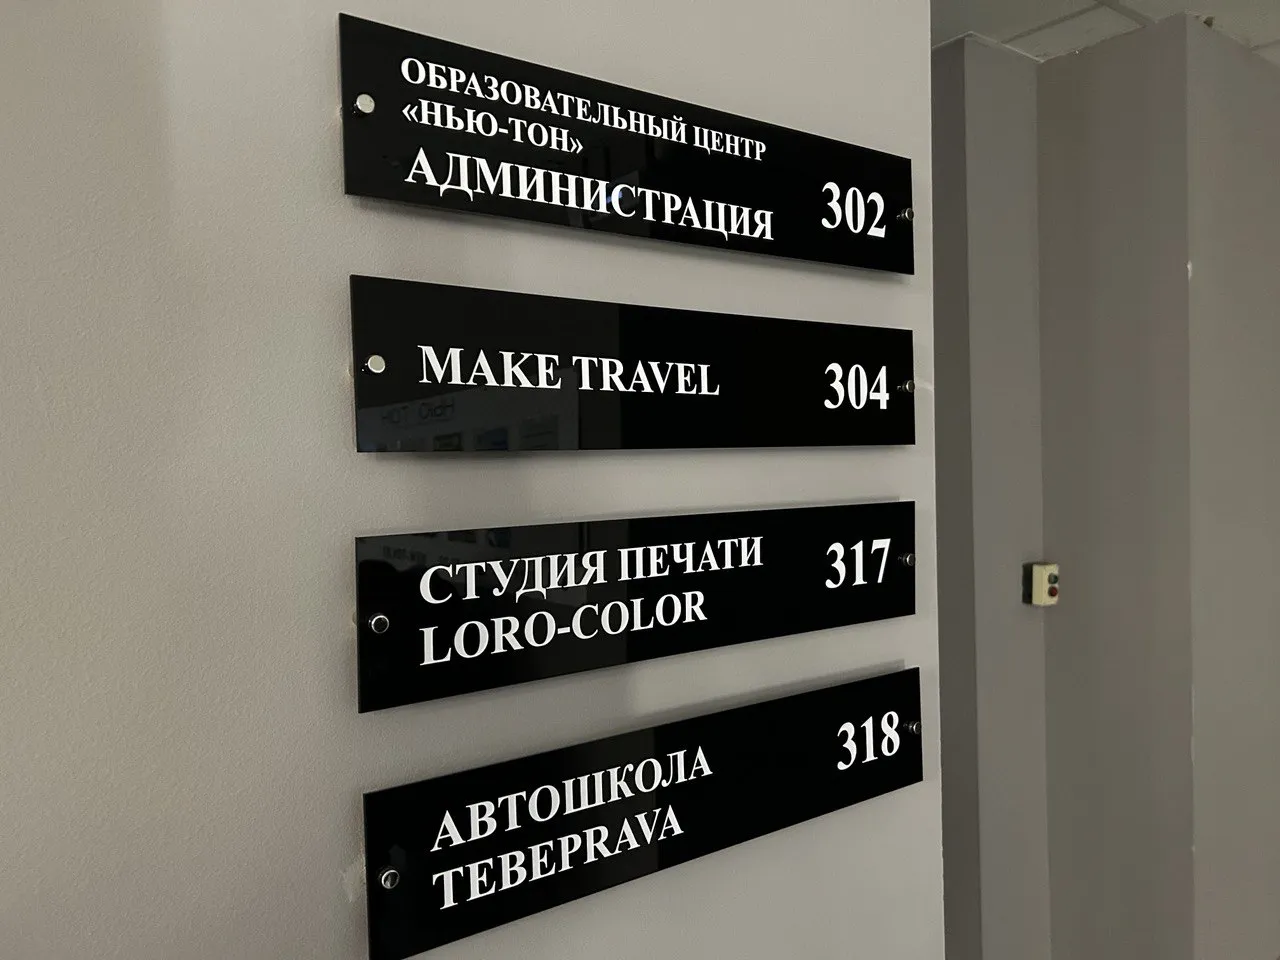 ОБРАЗОВАТЕЛЬНЫЙ ЦЕНТР
«НЬЮ-ТОН»
АДМИНИСТРАЦИЯ 302
MAKE TRAVEL 304
СТУДИЯ ПЕЧАТИ 317
LORO-COLOR
АВТОШКОЛА 318
TEBEPRAVA